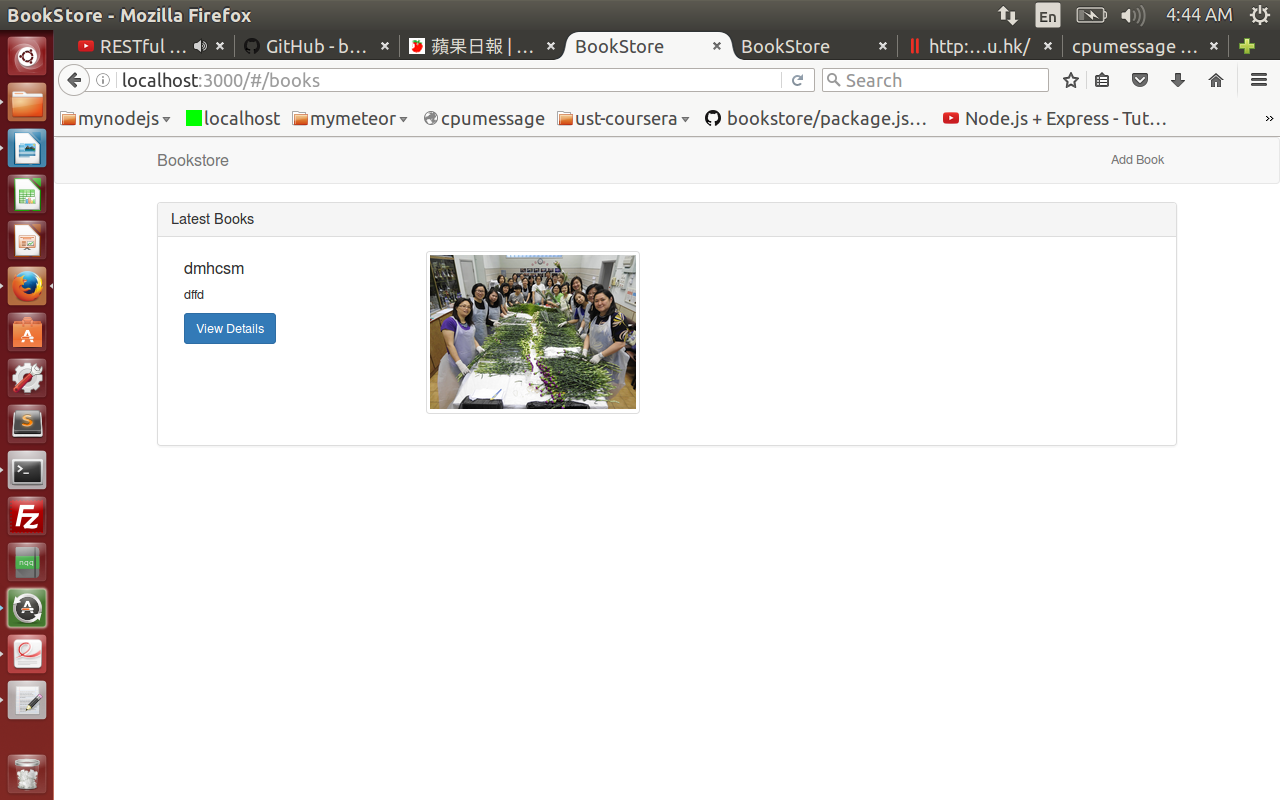 BookStore - Mozilla Firefox
En
4:44 AM
RESTful ...
GitHub - b...
蘋果日報 | ...
BookStore
BookStore
http:...u.hk/
cpumessage ...
localhost:3000/#/books
Search
mynodejs
localhost
mymeteor
cpumessage
ust-coursera
bookstore/package.js...
Node.js + Express - Tut...
»
Bookstore
Add Book
Latest Books
dmhcsm
dffd
View Details
S
>_
FZ
nqq
A